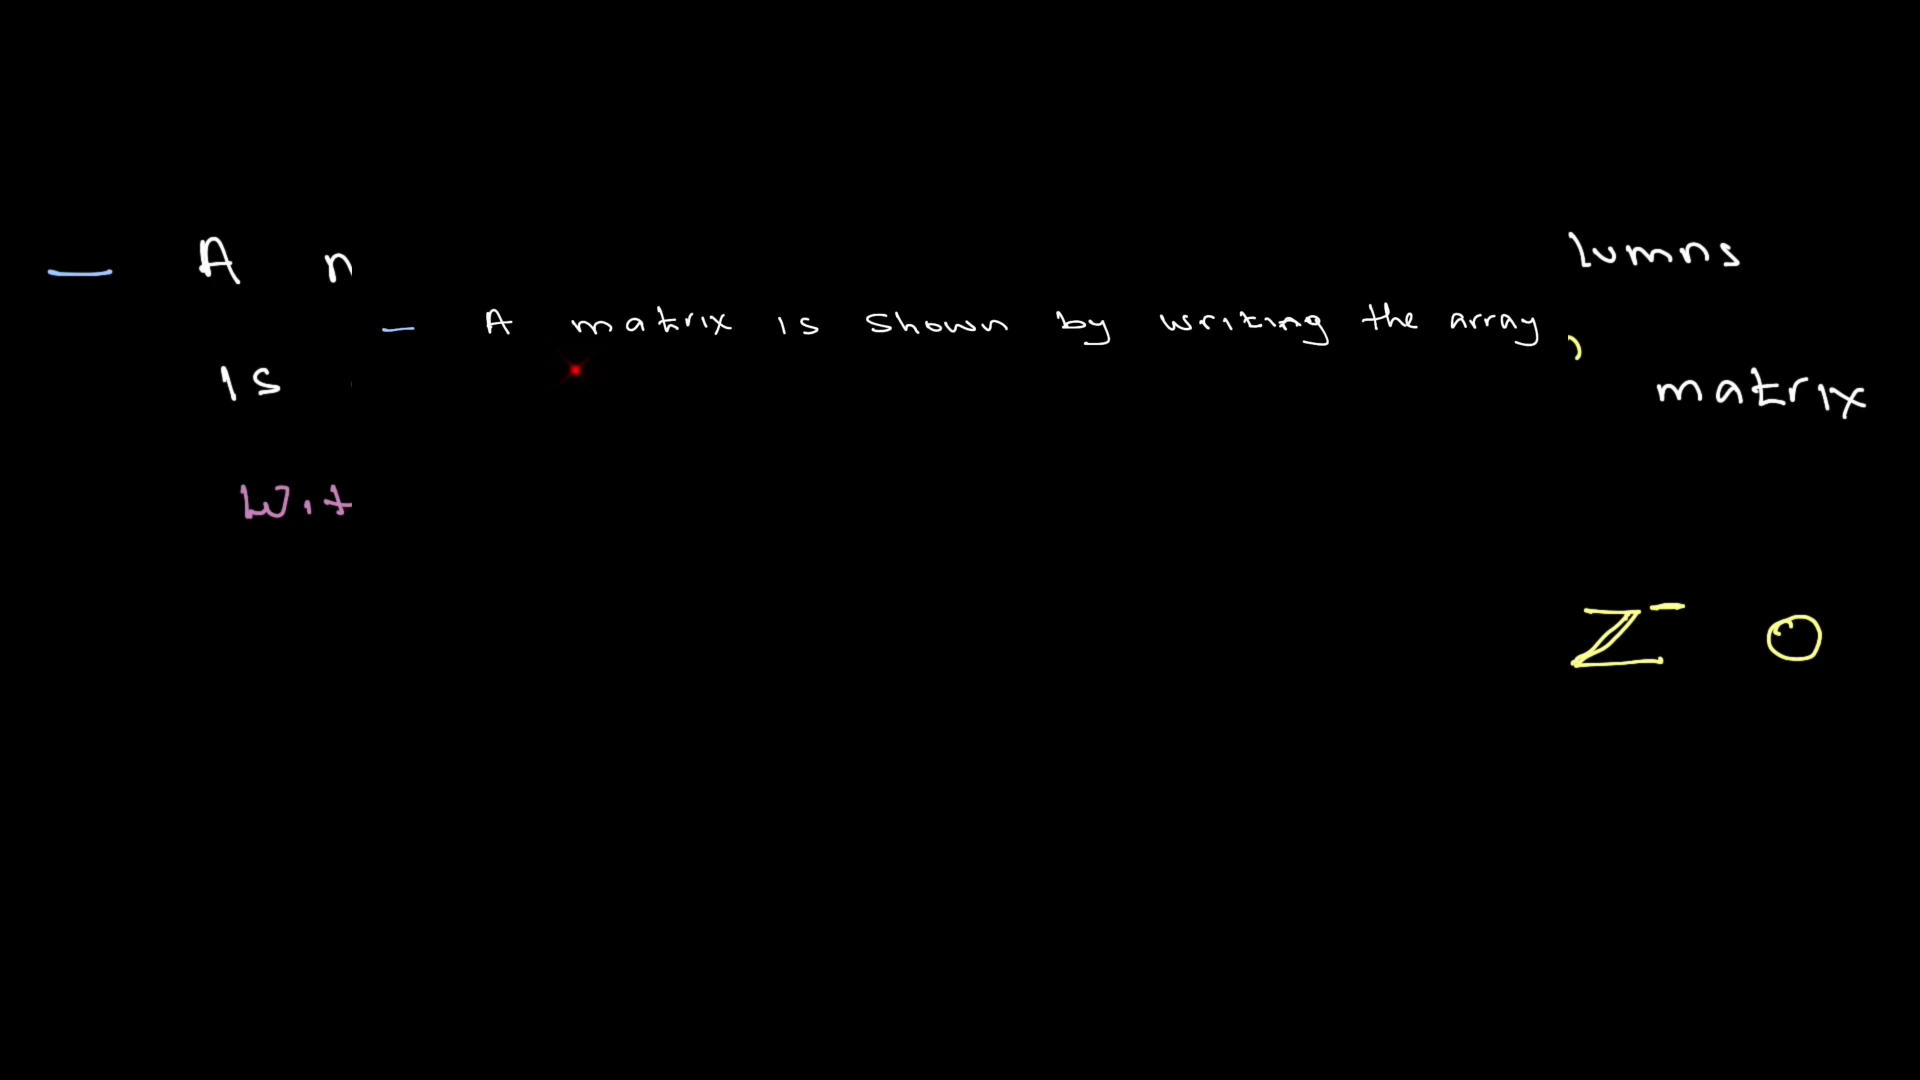 — A
lumns
— A matrix is shown by writing the array
is
matrix
Wit
Z⁻ O